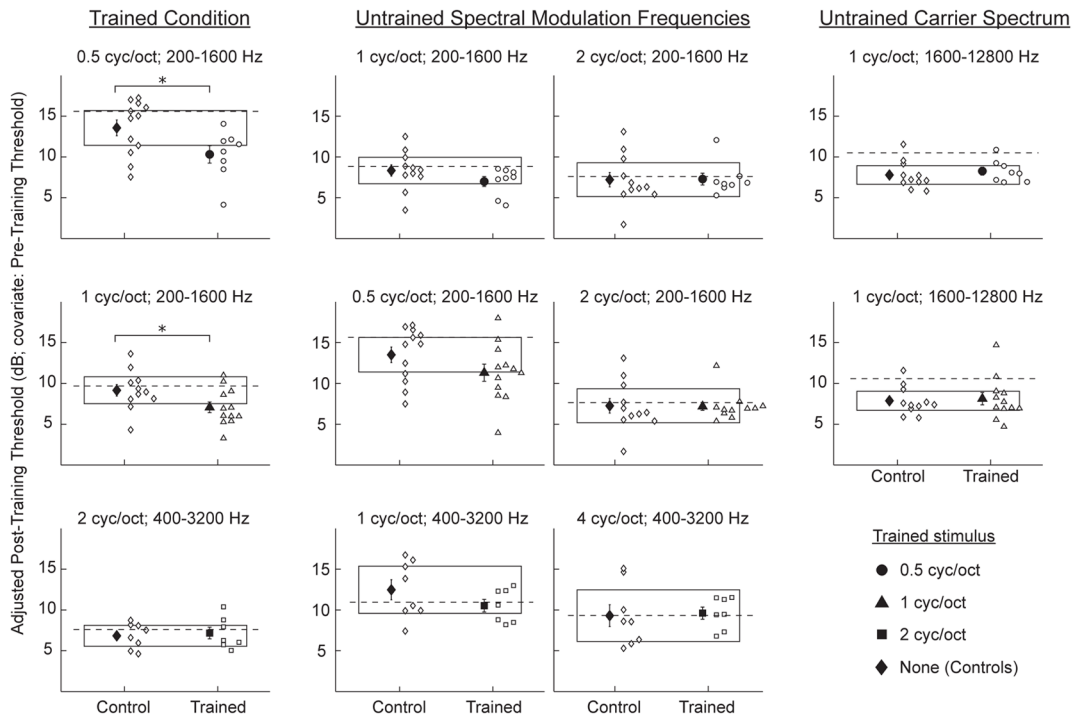 Trained Condition
Untrained Spectral Modulation Frequencies
Untrained Carrier Spectrum
Adjusted Post-Training Threshold (dB; covariate: Pre-Training Threshold)
0.5 cyc/oct; 200-1600 Hz
1 cyc/oct; 200-1600 Hz
2 cyc/oct; 200-1600 Hz
1 cyc/oct; 1600-12800 Hz
*
15
10
5
15
10
5
15
10
5
15
10
5
1 cyc/oct; 200-1600 Hz
0.5 cyc/oct; 200-1600 Hz
2 cyc/oct; 200-1600 Hz
1 cyc/oct; 1600-12800 Hz
*
15
10
5
15
10
5
15
10
5
15
10
5
Control Trained
2 cyc/oct; 400-3200 Hz
1 cyc/oct; 400-3200 Hz
4 cyc/oct; 400-3200 Hz
15
10
5
15
10
5
15
10
5
Control Trained
Control Trained
Control Trained
Trained stimulus
0.5 cyc/oct
1 cyc/oct
2 cyc/oct
None (Controls)